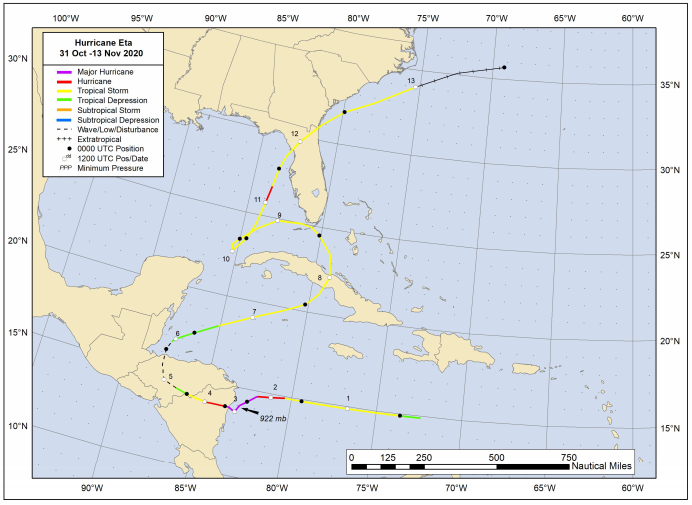 100°W 95°W 90°W 85°W 80°W 75°W 70°W 65°W 60°W
Hurricane Eta
31 Oct -13 Nov 2020
Major Hurricane
Hurricane
Tropical Storm
Tropical Depression
Subtropical Storm
Subtropical Depression
Wave/Low/Disturbance
Extratropical
0000 UTC Position
dd 1200 UTC Pos/Date
PPP Minimum Pressure
30°N
13
35°N
12
25°N
30°N
11
9
20°N
10
25°N
8
7
15°N
6
20°N
5
4
3
2
1
922 mb
10°N
15°N
0 125 250 500 750
Nautical Miles
90°W 85°W 80°W 75°W 70°W 65°W 60°W